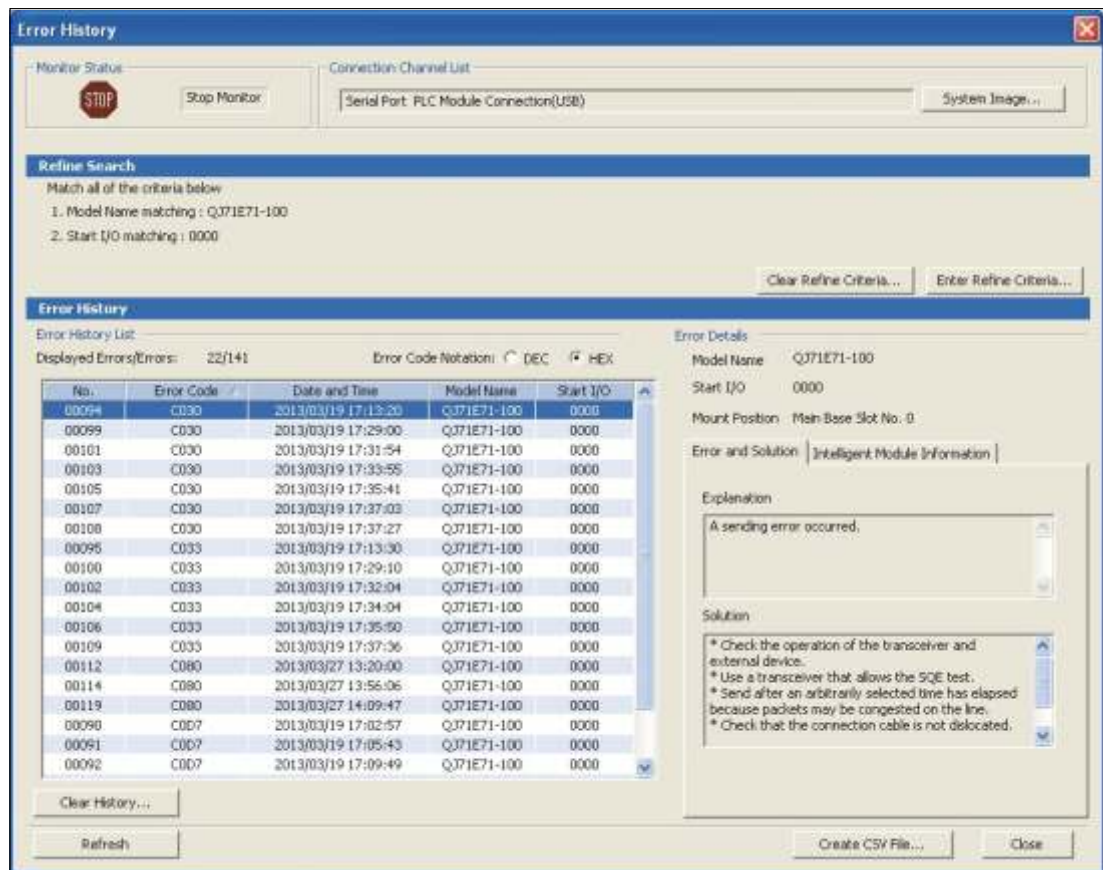 Error History
Monitor Status
STOP
Stop Monitor
Connection Channel List
Serial Port PLC Module Connection(USB)
System Image...
Refine Search
Match all of the criteria below
1. Model Name matching : QJ71E71-100
2. Start I/O matching : 0000
Clear Refine Criteria...
Enter Refine Criteria...
Error History
Error History List
Displayed Errors/Errors: 22/141
Error Code Notation: DEC HEX
No. Error Code Date and Time Model Name Start I/O
00094 C030 2013/03/19 17:13:20 QJ71E71-100 0000
00099 C030 2013/03/19 17:29:00 QJ71E71-100 0000
00101 C030 2013/03/19 17:31:54 QJ71E71-100 0000
00103 C030 2013/03/19 17:33:55 QJ71E71-100 0000
00105 C030 2013/03/19 17:35:41 QJ71E71-100 0000
00107 C030 2013/03/19 17:37:03 QJ71E71-100 0000
00108 C030 2013/03/19 17:37:27 QJ71E71-100 0000
00095 C033 2013/03/19 17:13:30 QJ71E71-100 0000
00100 C033 2013/03/19 17:29:10 QJ71E71-100 0000
00102 C033 2013/03/19 17:32:04 QJ71E71-100 0000
00104 C033 2013/03/19 17:34:04 QJ71E71-100 0000
00106 C033 2013/03/19 17:35:50 QJ71E71-100 0000
00109 C033 2013/03/19 17:37:36 QJ71E71-100 0000
00112 C080 2013/03/27 13:20:00 QJ71E71-100 0000
00114 C080 2013/03/27 13:56:06 QJ71E71-100 0000
00119 C080 2013/03/27 14:09:47 QJ71E71-100 0000
00090 C0D7 2013/03/19 17:02:57 QJ71E71-100 0000
00091 C0D7 2013/03/19 17:05:43 QJ71E71-100 0000
00092 C0D7 2013/03/19 17:09:49 QJ71E71-100 0000
Clear History...
Refresh
Error Details
Model Name QJ71E71-100
Start I/O 0000
Mount Position Main Base Slot No. 0
Error and Solution
Intelligent Module Information
Explanation
A sending error occurred.
Solution
* Check the operation of the transceiver and
external device.
* Use a transceiver that allows the SQE test.
* Send after an arbitrarily selected time has elapsed
because packets may be congested on the line.
* Check that the connection cable is not dislocated.
Create CSV File...
Close